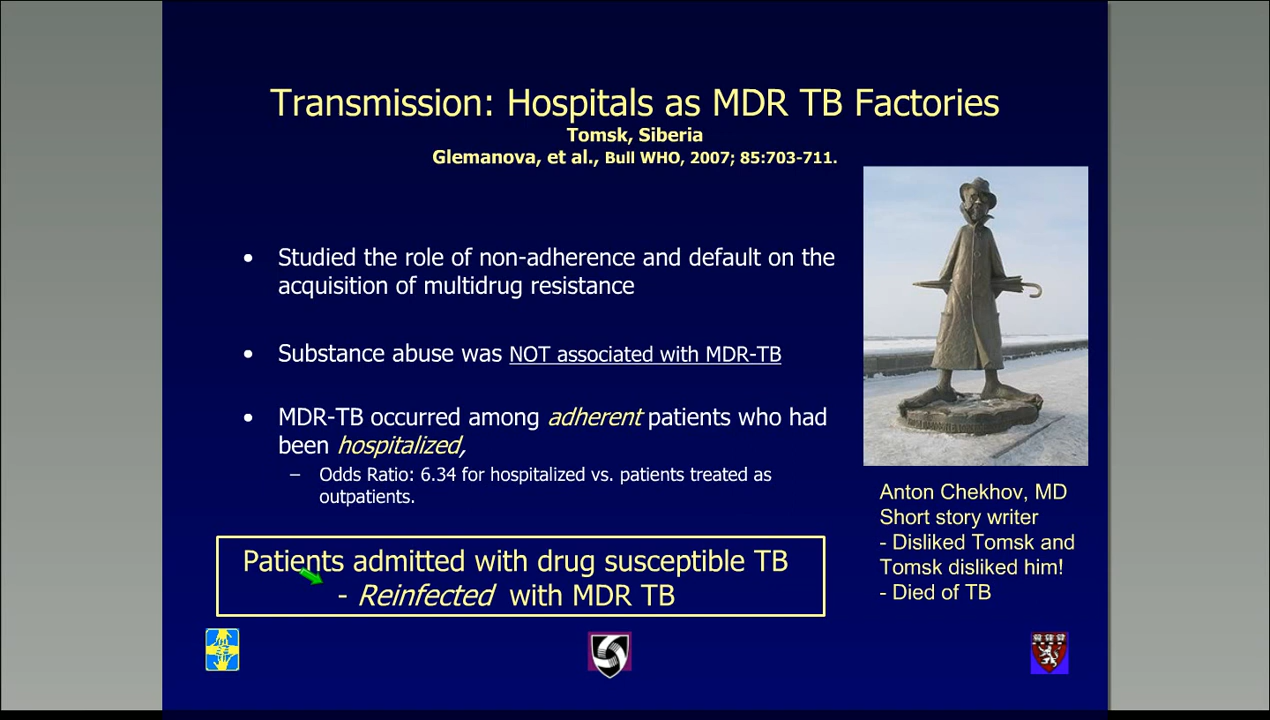 Transmission: Hospitals as MDR TB Factories
Tomsk, Siberia
Glemanova, et al., Bull WHO, 2007; 85:703-711.
• Studied the role of non-adherence and default on the
acquisition of multidrug resistance
• Substance abuse was NOT associated with MDR-TB
• MDR-TB occurred among adherent patients who had
been hospitalized,
– Odds Ratio: 6.34 for hospitalized vs. patients treated as
outpatients.
Patients admitted with drug susceptible TB
- Reinfected with MDR TB
Anton Chekhov, MD
Short story writer
- Disliked Tomsk and
Tomsk disliked him!
- Died of TB